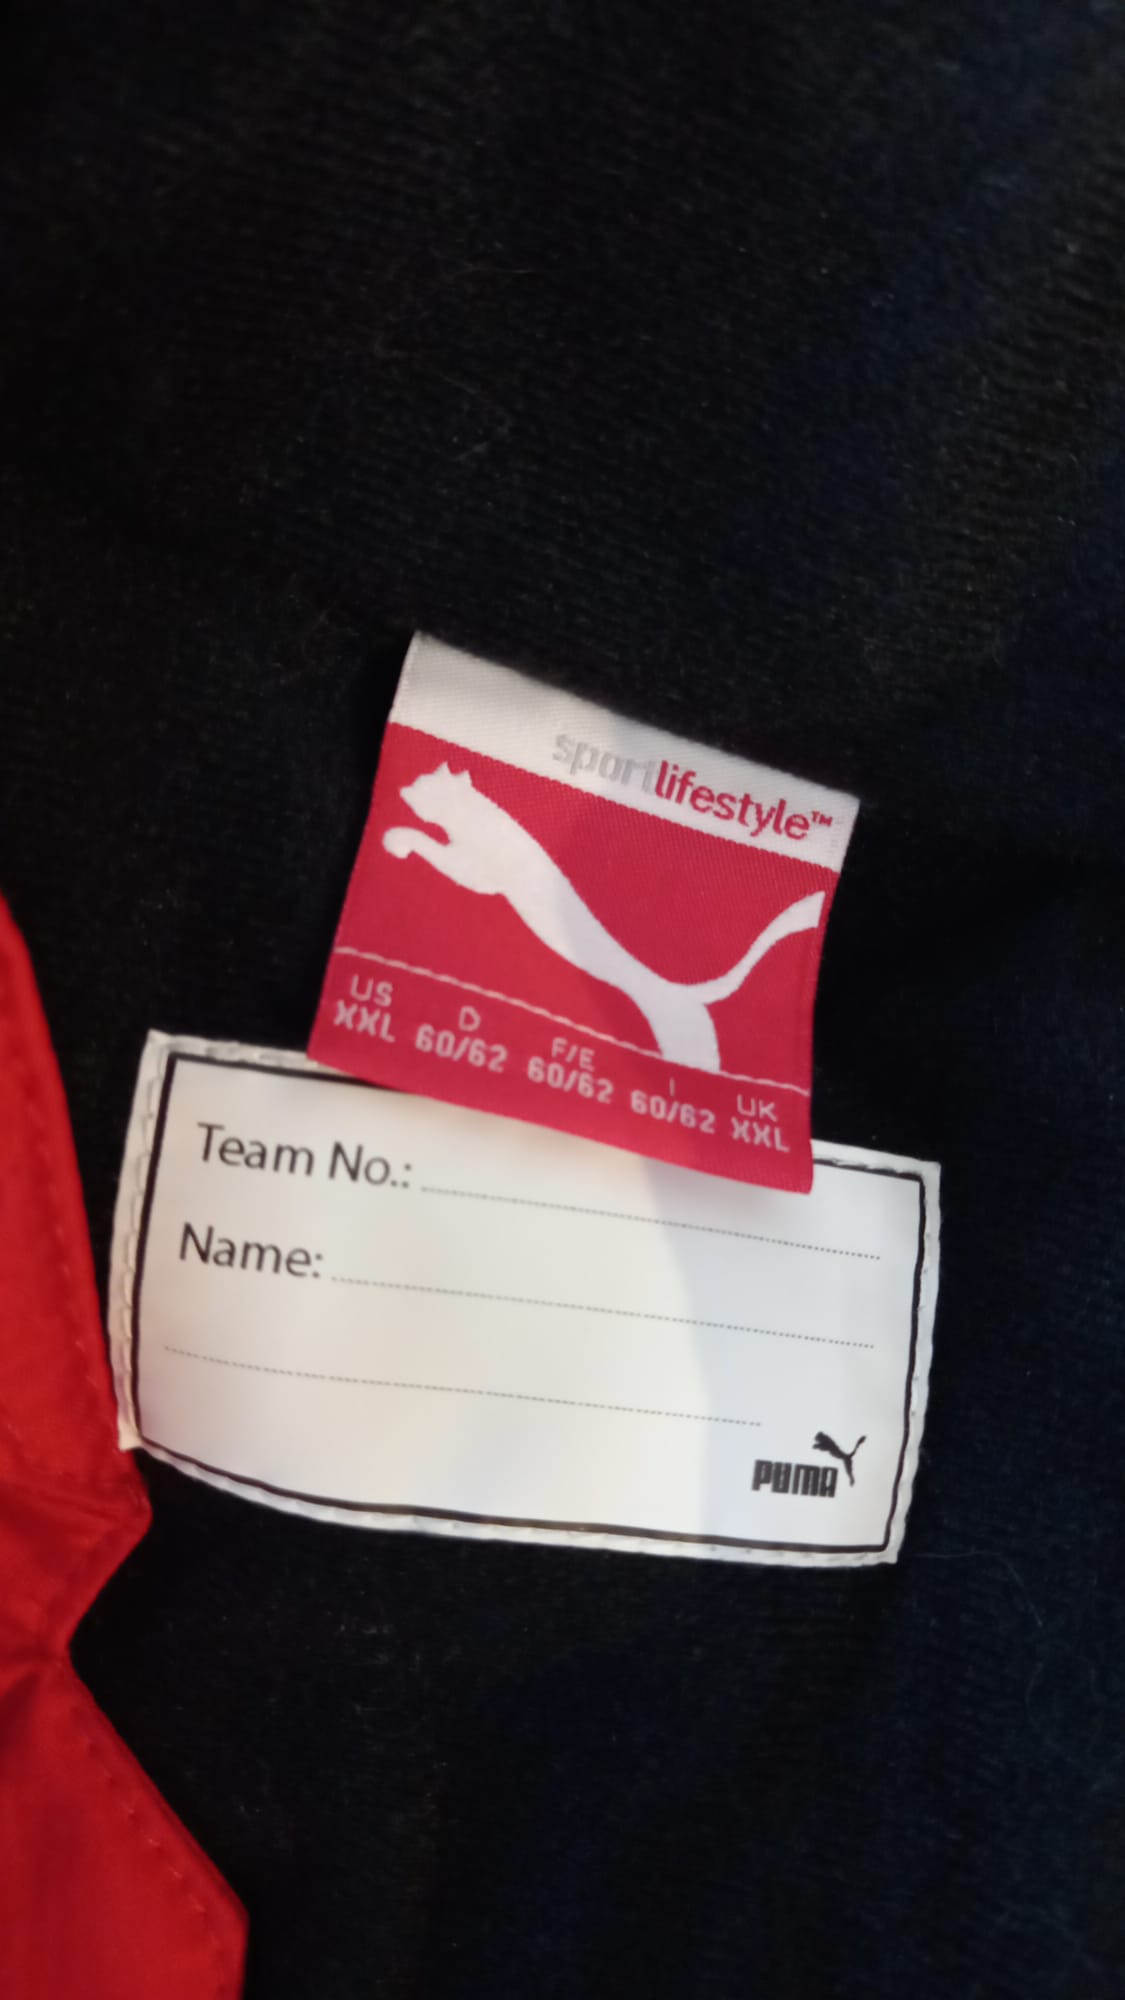 sportlifestyle™
US D F/E I UK
XXL 60/62 60/62 60/62 XXL
Team No.:
Name:
PUMA